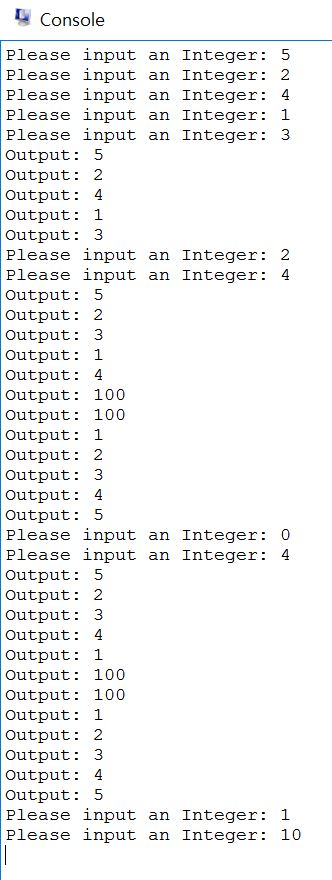 Console
Please input an Integer: 5
Please input an Integer: 2
Please input an Integer: 4
Please input an Integer: 1
Please input an Integer: 3
Output: 5
Output: 2
Output: 4
Output: 1
Output: 3
Please input an Integer: 2
Please input an Integer: 4
Output: 5
Output: 2
Output: 3
Output: 1
Output: 4
Output: 100
Output: 100
Output: 1
Output: 2
Output: 3
Output: 4
Output: 5
Please input an Integer: 0
Please input an Integer: 4
Output: 5
Output: 2
Output: 3
Output: 4
Output: 1
Output: 100
Output: 100
Output: 1
Output: 2
Output: 3
Output: 4
Output: 5
Please input an Integer: 1
Please input an Integer: 10